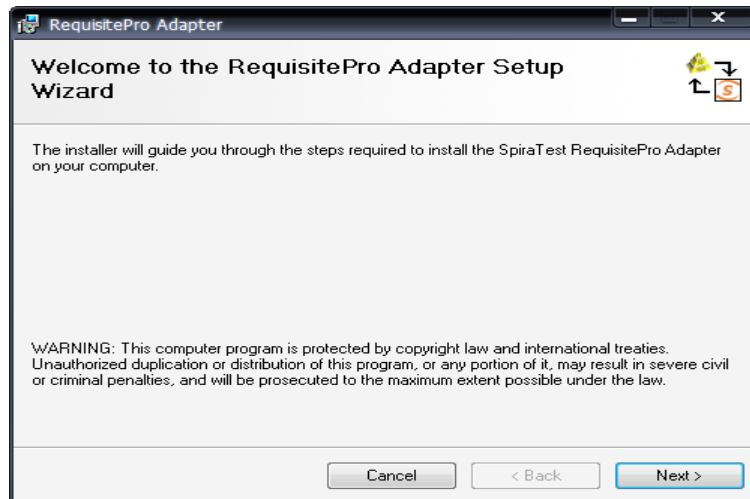 RequisitePro Adapter
Welcome to the RequisitePro Adapter Setup
Wizard
S
The installer will guide you through the steps required to install the SpiraTest RequisitePro Adapter
on your computer.
WARNING: This computer program is protected by copyright law and international treaties.
Unauthorized duplication or distribution of this program, or any portion of it, may result in severe civil
or criminal penalties, and will be prosecuted to the maximum extent possible under the law.
Cancel < Back Next >